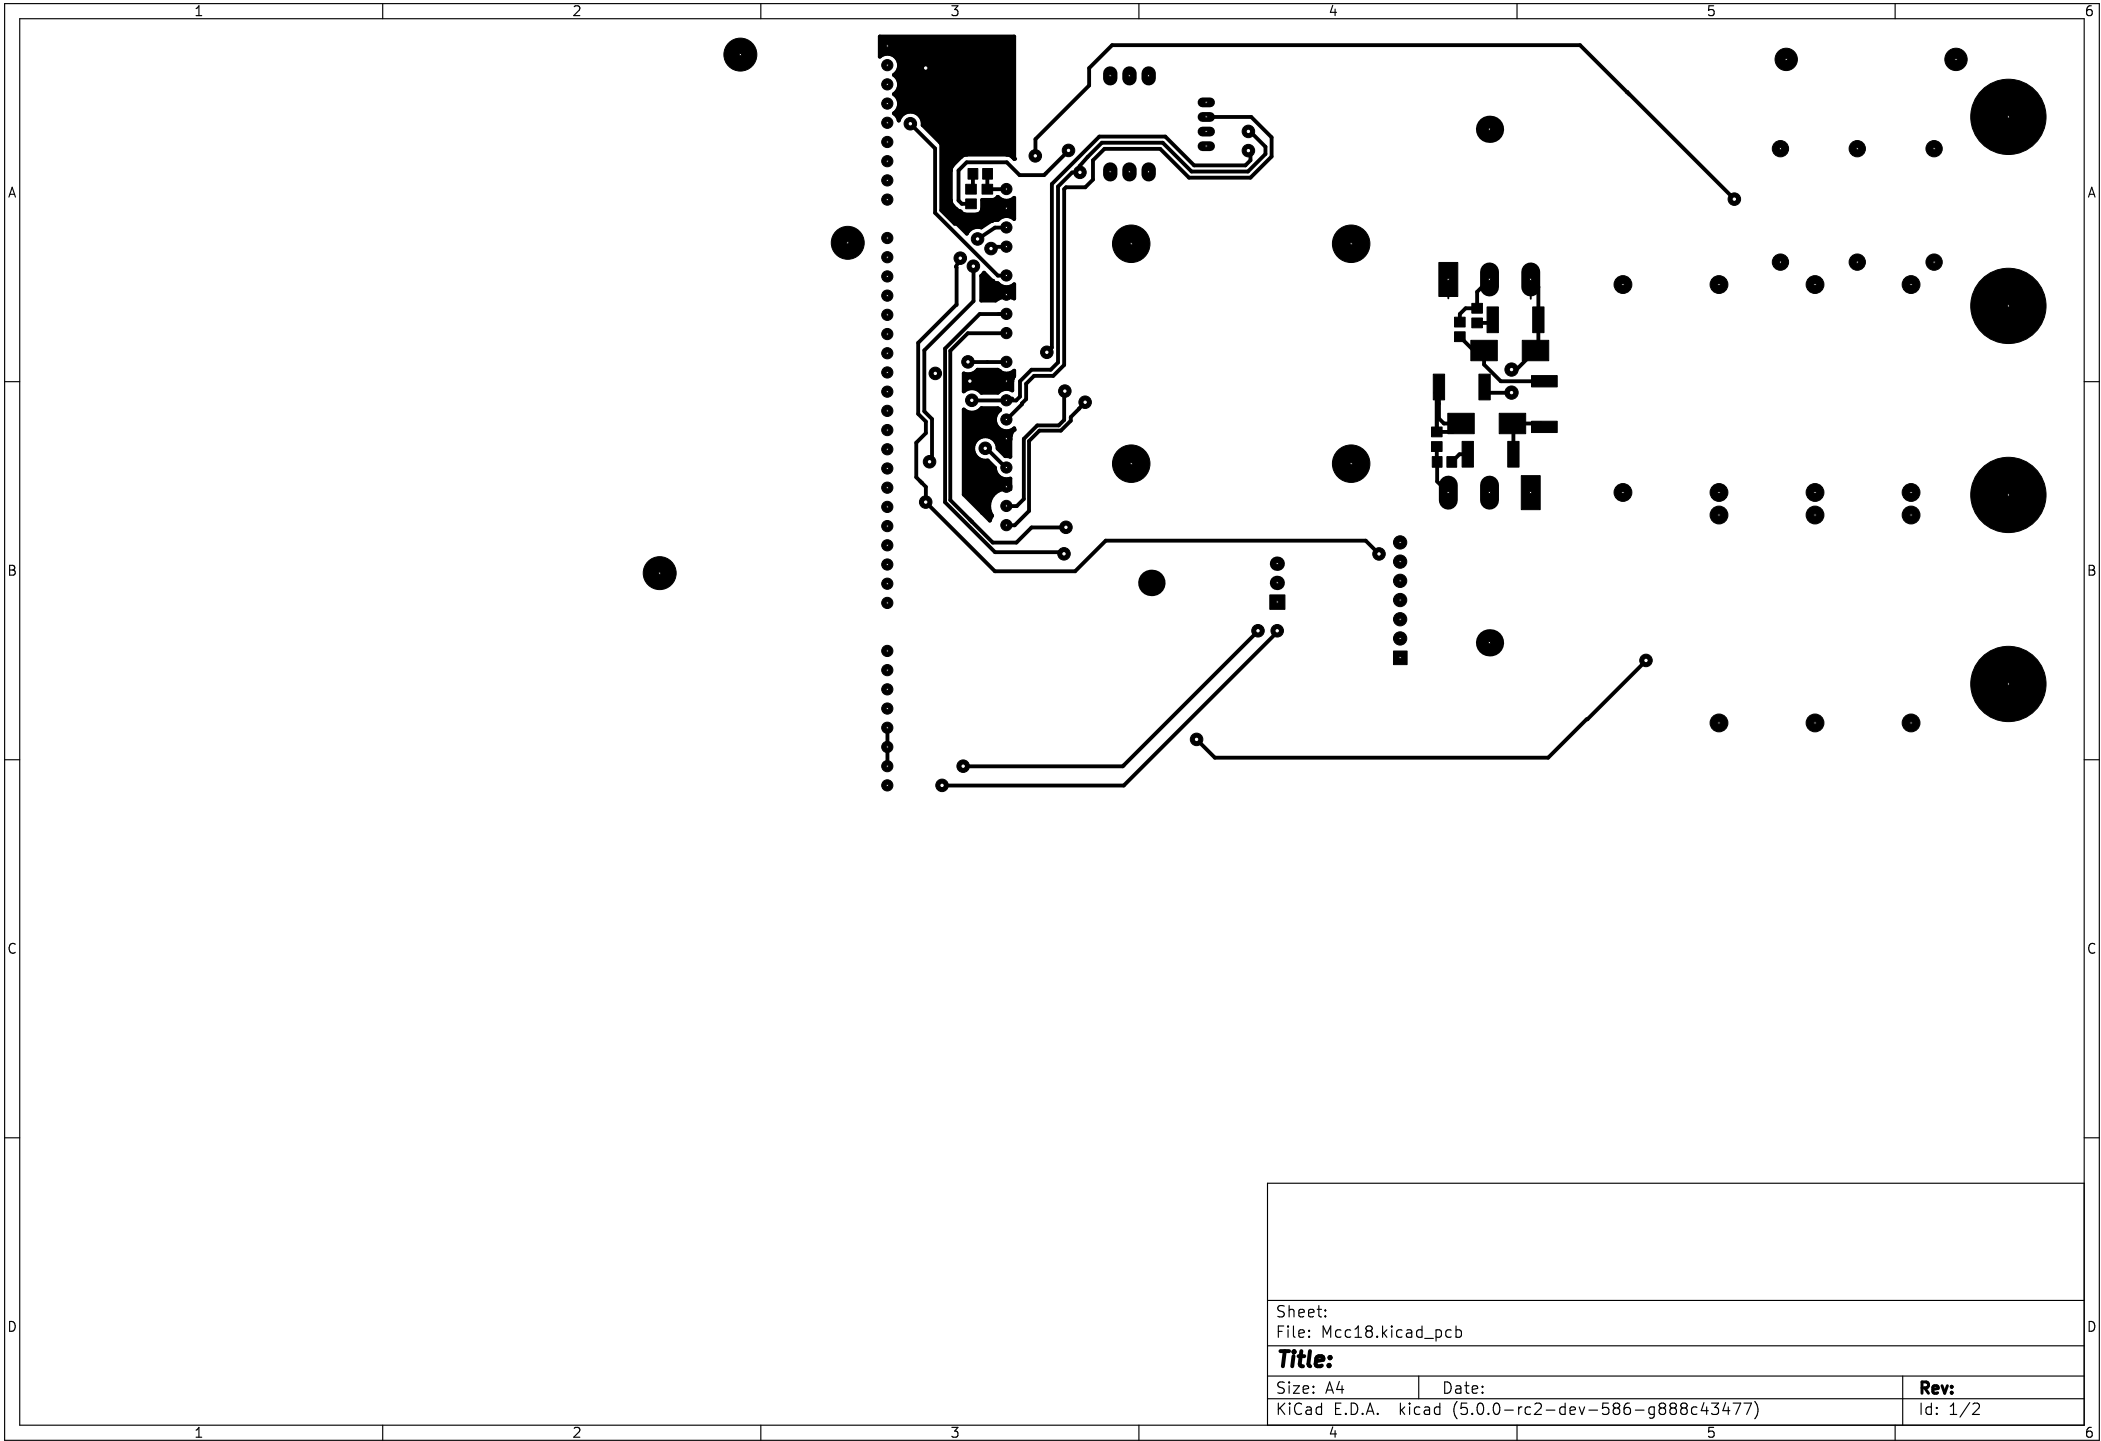 1 2 3 4 5 6
A A
B B
C C
Sheet:
File: Mcc18.kicad_pcb
D D
Title:
Size: A4 Date: Rev:
KiCad E.D.A. kicad (5.0.0-rc2-dev-586-g888c43477) Id: 1/2
1 2 3 4 5 6